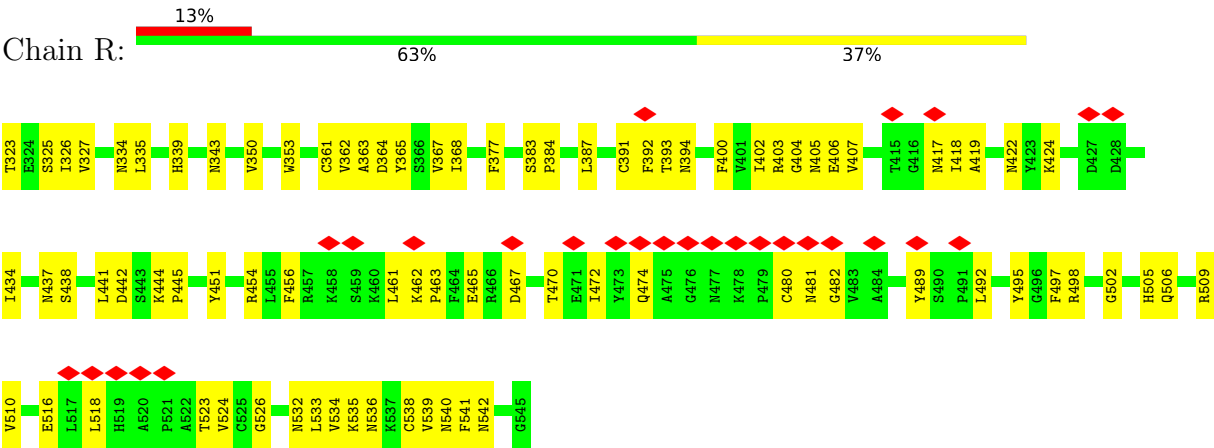 13%
Chain R:
63% 37%
T323 E324 S325 I326 V327 N334 L335 H339 N343 V350 W353 C361 V362 A363 D364 Y365 S366 V367 I368 F377 S383 P384 L387 C391 F392 T393 N394 F400 V401 I402 R403 G404 N405 E406 V407 T415 G416 N417 I418 A419 N422 Y423 K424 D427 D428
I434 N437 S438 L441 D442 S443 K444 P445 Y451 R454 L455 F456 R457 K458 S459 K460 L461 K462 P463 F464 E465 R466 D467 T470 E471 I472 Y473 Q474 A475 G476 N477 K478 P479 C480 N481 G482 V483 A484 Y489 S490 P491 L492 Y495 G496 F497 R498 G502 H505 Q506 R509
V510 E516 L517 L518 H519 A520 P521 A522 T523 V524 C525 G526 N532 L533 V534 K535 N536 K537 C538 V539 N540 F541 N542 G545